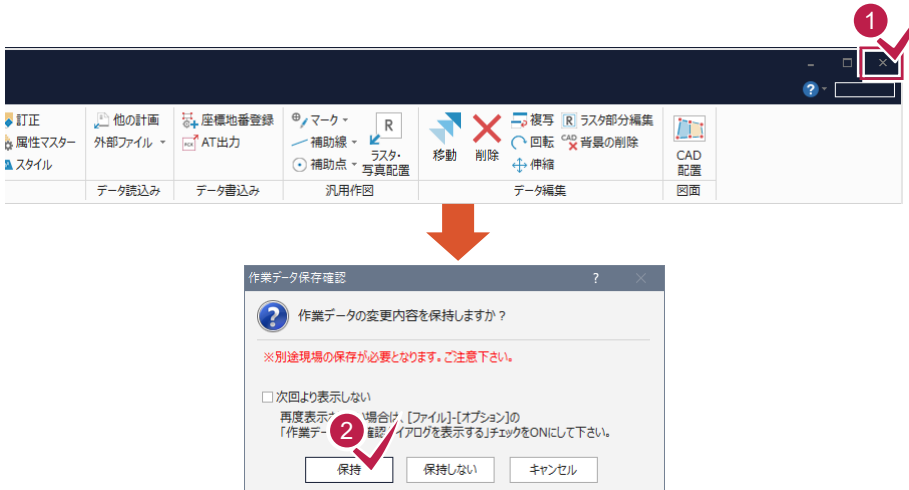 1
訂正
他の計画
座標地番登録
マーク
R
複写
R ラスタ部分編集
属性マスター
外部ファイル
AT出力
補助線
ラスタ・
写真配置
移動
削除
回転
CAD 背景の削除
CAD
配置
スタイル
補助点
伸縮
データ読込み
データ書込み
汎用作図
データ編集
図面
作業データ保存確認
?
作業データの変更内容を保持しますか？
※別途現場の保存が必要となります。ご注意下さい。
次回より表示しない
再度表示 場合は、[ファイル]-[オプション]の
「作業デー 確認 イアログを表示する」チェックをONにして下さい。
2
保持
保持しない
キャンセル